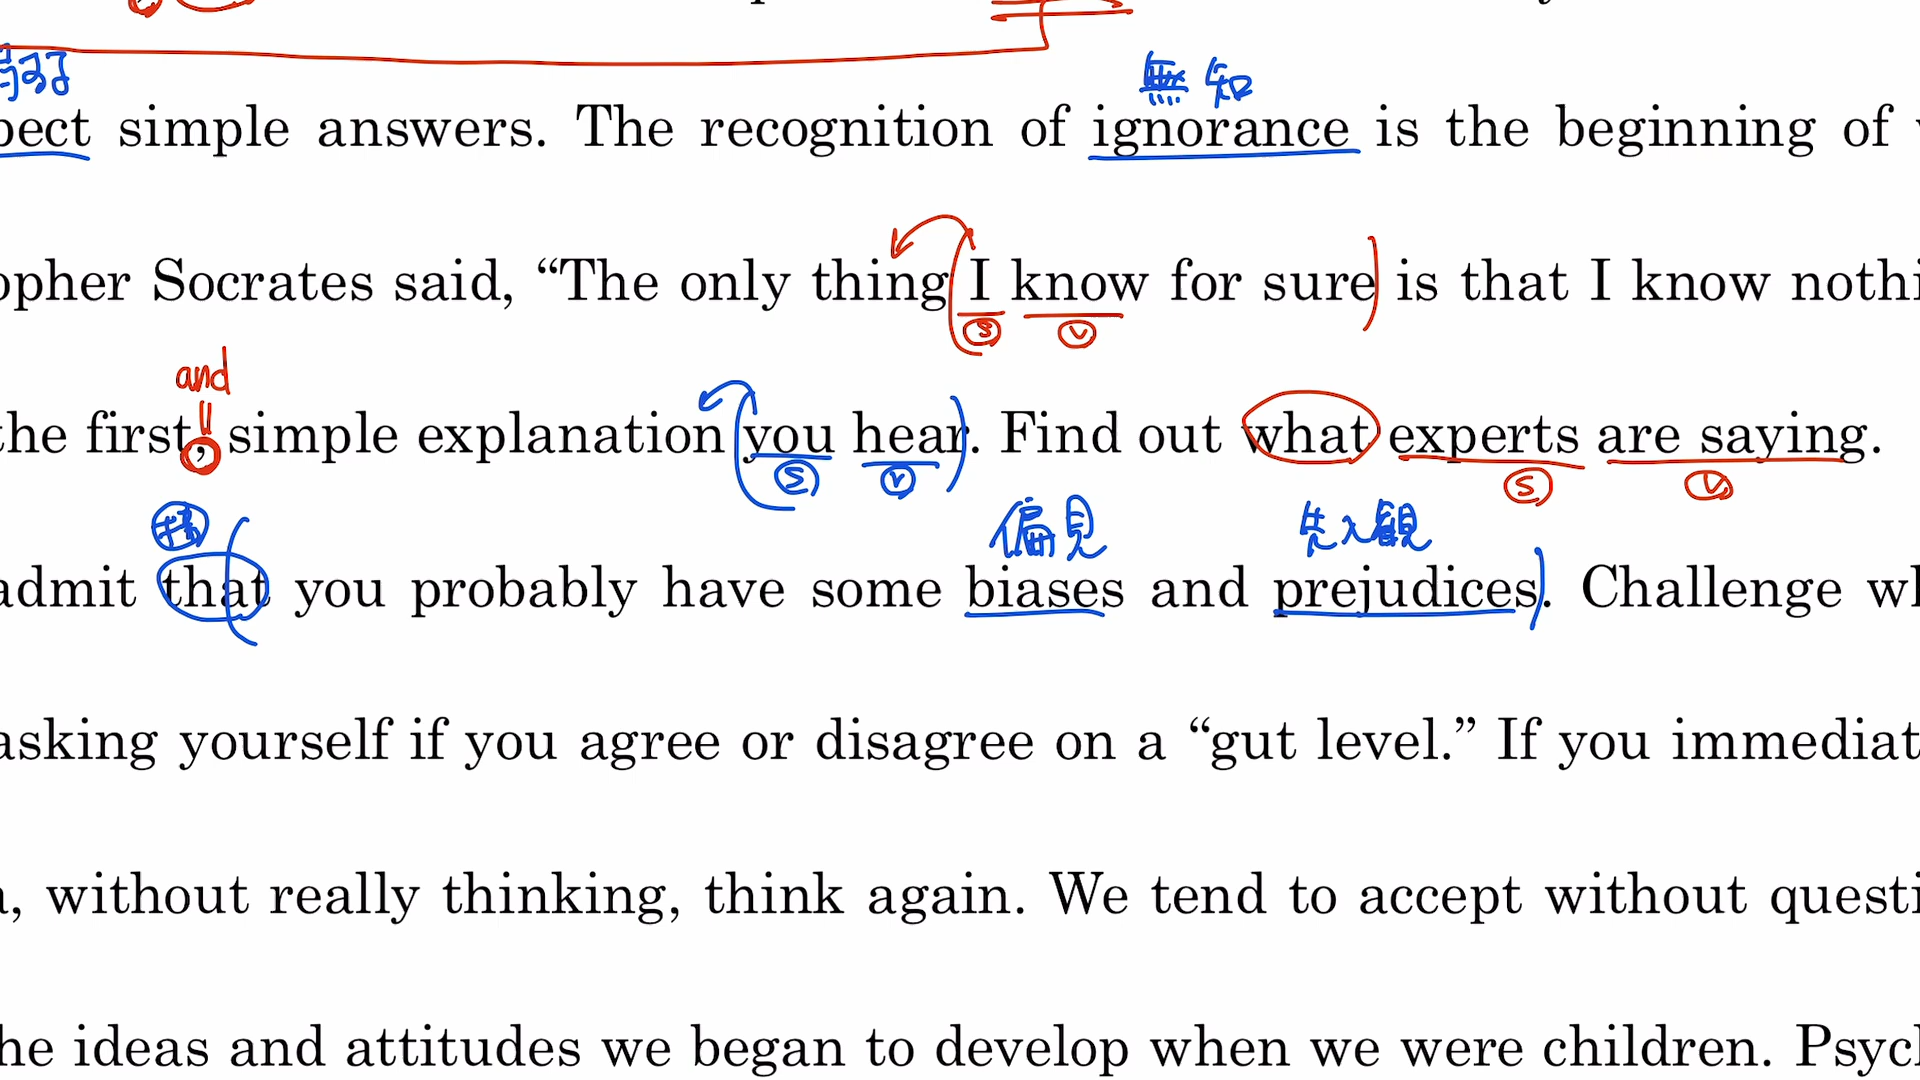 無知
pect simple answers. The recognition of ignorance is the beginning of
opher Socrates said, “The only thing I know for sure is that I know nothi
S V
and
the first, simple explanation you hear. Find out what experts are saying.
S V S V
接 偏見 先入観
admit that you probably have some biases and prejudices. Challenge wh
asking yourself if you agree or disagree on a “gut level.” If you immediat
, without really thinking, think again. We tend to accept without questi
he ideas and attitudes we began to develop when we were children. Psych